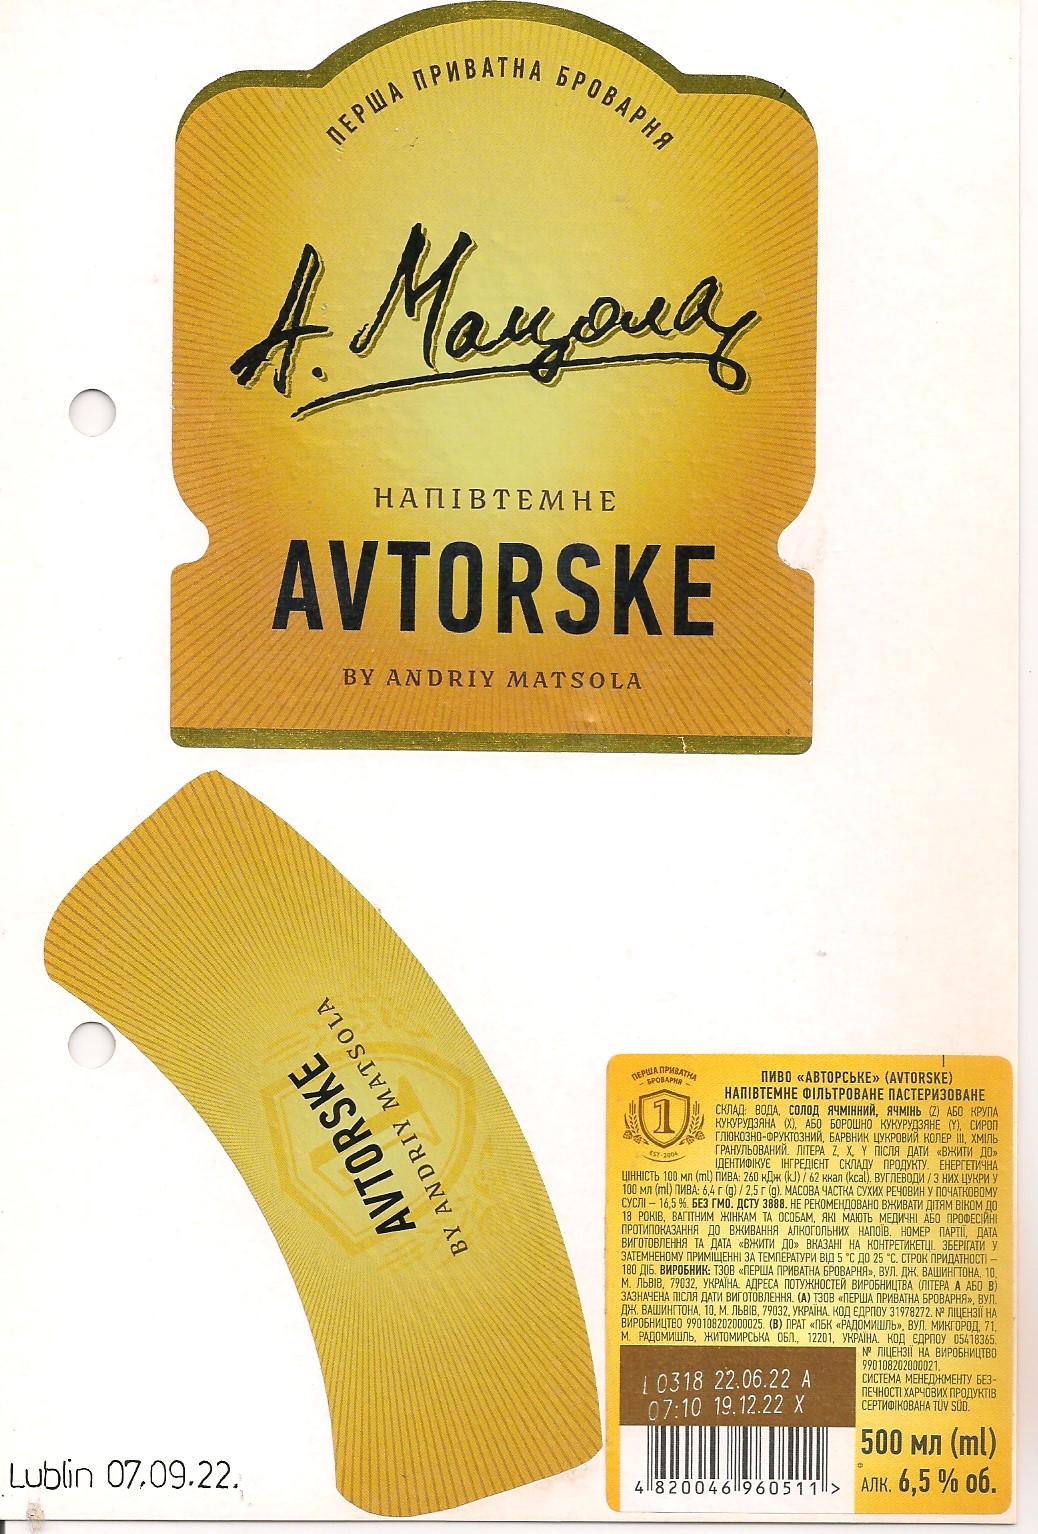 ПЕРША ПРИВАТНА БРОВАРНЯ
А. Мацола
НАПІВТЕМНЕ
AVTORSKE
BY ANDRIY MATSOLA
AVTORSKE
BY ANDRIY MATSOLA
ПЕРША ПРИВАТНА
БРОВАРНЯ
1
EST·2004
ПИВО «АВТОРСЬКЕ» (AVTORSKE)
НАПІВТЕМНЕ ФІЛЬТРОВАНЕ ПАСТЕРИЗОВАНЕ
СКЛАД: ВОДА, СОЛОД ЯЧМІННИЙ, ЯЧМІНЬ (Z) АБО КРУПА
КУКУРУДЗЯНА (X), АБО БОРОШНО КУКУРУДЗЯНЕ (Y), СИРОП
ГЛЮКОЗНО-ФРУКТОЗНИЙ, БАРВНИК ЦУКРОВИЙ КОЛЕР III, ХМІЛЬ
ГРАНУЛЬОВАНИЙ. ЛІТЕРА Z, X, Y ПІСЛЯ ДАТИ «ВЖИТИ ДО»
ІДЕНТИФІКУЄ ІНГРЕДІЄНТ СКЛАДУ ПРОДУКТУ. ЕНЕРГЕТИЧНА
ЦІННІСТЬ 100 мл (ml) ПИВА: 260 кДж (kJ) / 62 ккал (kcal). ВУГЛЕВОДИ / З НИХ ЦУКРИ У
100 мл (ml) ПИВА: 6,4 г (g) / 2,5 г (g). МАСОВА ЧАСТКА СУХИХ РЕЧОВИН У ПОЧАТКОВОМУ
СУСЛІ – 16,5 %. БЕЗ ГМО. ДСТУ 3888. НЕ РЕКОМЕНДОВАНО ВЖИВАТИ ДІТЯМ ВІКОМ ДО
18 РОКІВ, ВАГІТНИМ ЖІНКАМ ТА ОСОБАМ, ЯКІ МАЮТЬ МЕДИЧНІ АБО ПРОФЕСІЙНІ
ПРОТИПОКАЗАННЯ ДО ВЖИВАННЯ АЛКОГОЛЬНИХ НАПОЇВ. НОМЕР ПАРТІЇ, ДАТА
ВИГОТОВЛЕННЯ ТА ДАТА «ВЖИТИ ДО» ВКАЗАНІ НА КОНТРЕТИКЕТЦІ. ЗБЕРІГАТИ У
ЗАТЕМНЕНОМУ ПРИМІЩЕННІ ЗА ТЕМПЕРАТУРИ ВІД 5 °C ДО 25 °C. СТРОК ПРИДАТНОСТІ –
180 ДІБ. ВИРОБНИК: ТЗОВ «ПЕРША ПРИВАТНА БРОВАРНЯ», ВУЛ. ДЖ. ВАШИНГТОНА, 10,
М. ЛЬВІВ, 79032, УКРАЇНА. АДРЕСА ПОТУЖНОСТЕЙ ВИРОБНИЦТВА (ЛІТЕРА А АБО В)
ЗАЗНАЧЕНА ПІСЛЯ ДАТИ ВИГОТОВЛЕННЯ. (А) ТЗОВ «ПЕРША ПРИВАТНА БРОВАРНЯ», ВУЛ.
ДЖ. ВАШИНГТОНА, 10, М. ЛЬВІВ, 79032, УКРАЇНА. КОД ЄДРПОУ 31978272. № ЛІЦЕНЗІЇ НА
ВИРОБНИЦТВО 990108202000025. (В) ПРАТ «ПБК «РАДОМИШЛЬ», ВУЛ. МИКГОРОД, 71,
М. РАДОМИШЛЬ, ЖИТОМИРСЬКА ОБЛ., 12201, УКРАЇНА. КОД ЄДРПОУ 05418365.
№ ЛІЦЕНЗІЇ НА ВИРОБНИЦТВО
990108202000021.
СИСТЕМА МЕНЕДЖМЕНТУ БЕЗ-
ПЕЧНОСТІ ХАРЧОВИХ ПРОДУКТІВ
СЕРТИФІКОВАНА TÜV SÜD.
L 0318 22.06.22 A
07:10 19.12.22 X
4 820046 960511 >
500 мл (ml)
АЛК. 6,5 % об.
Lublin 07.09.22.